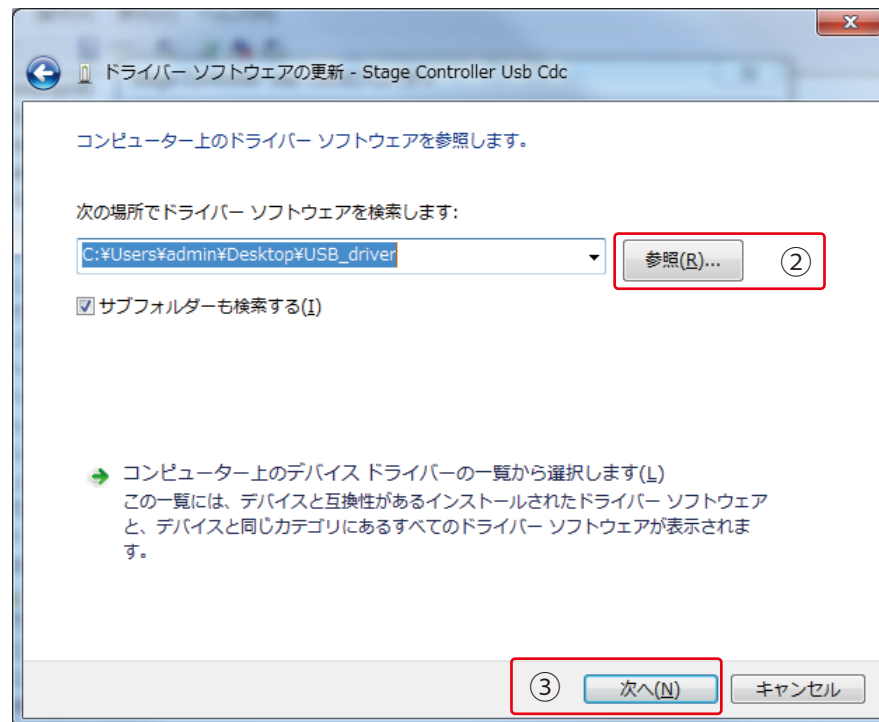 ドライバー ソフトウェアの更新 - Stage Controller Usb Cdc
コンピューター上のドライバー ソフトウェアを参照します。
次の場所でドライバー ソフトウェアを検索します:
C:¥Users¥admin¥Desktop¥USB_driver
参照(R)... ②
サブフォルダーも検索する(I)
コンピューター上のデバイス ドライバーの一覧から選択します(L)
この一覧には、デバイスと互換性があるインストールされたドライバー ソフトウェア
と、デバイスと同じカテゴリにあるすべてのドライバー ソフトウェアが表示されま
す。
③ 次へ(N) キャンセル